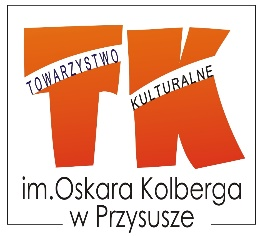 TK
TOWARZYSTWO
KULTURALNE
im.Oskara Kolberga
w Przysusze